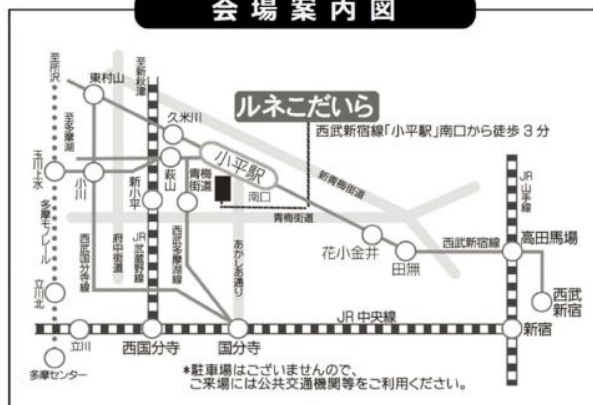 会場案内図
至所沢
東村山
至新秋津
久米川
ルネこだいら
西武新宿線「小平駅」南口から徒歩3分
至多摩湖
小平駅
新青梅街道
玉川上水
小川
萩山
青梅街道
新小平
南口
青梅街道
JR山手線
多摩モノレール
西武国分寺線
府中街道
JR武蔵野線
西武多摩湖線
あかしあ通り
花小金井
田無
西武新宿線
高田馬場
立川北
西武新宿
JR中央線
立川
西国分寺
国分寺
新宿
多摩センター
*駐車場はございませんので、
ご来場には公共交通機関等をご利用ください。